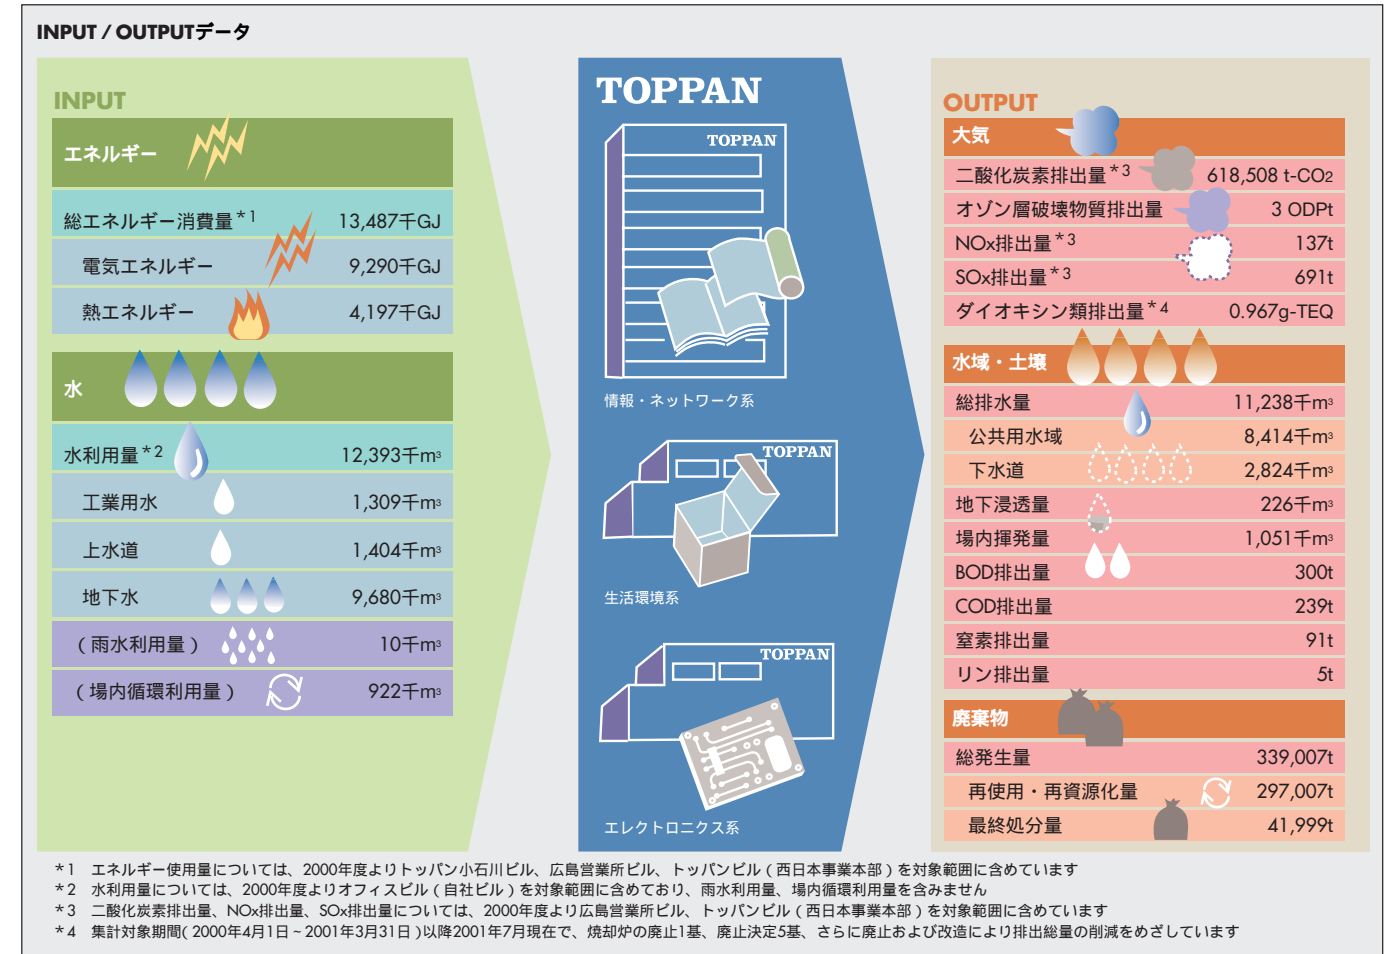 INPUT / OUTPUTデータ
INPUT
エネルギー
総エネルギー消費量*1 13,487千GJ
電気エネルギー 9,290千GJ
熱エネルギー 4,197千GJ
水
水利用量*2 12,393千m³
工業用水 1,309千m³
上水道 1,404千m³
地下水 9,680千m³
（雨水利用量） 10千m³
（場内循環利用量） 922千m³
TOPPAN
TOPPAN
情報・ネットワーク系
TOPPAN
生活環境系
TOPPAN
エレクトロニクス系
OUTPUT
大気
二酸化炭素排出量*3 618,508 t-CO2
オゾン層破壊物質排出量 3 ODPt
NOx排出量*3 137t
SOx排出量*3 691t
ダイオキシン類排出量*4 0.967g-TEQ
水域・土壌
総排水量 11,238千m³
公共用水域 8,414千m³
下水道 2,824千m³
地下浸透量 226千m³
場内揮発量 1,051千m³
BOD排出量 300t
COD排出量 239t
窒素排出量 91t
リン排出量 5t
廃棄物
総発生量 339,007t
再使用・再資源化量 297,007t
最終処分量 41,999t
*1 エネルギー使用量については、2000年度よりトッパン小石川ビル、広島営業所ビル、トッパンビル（西日本事業本部）を対象範囲に含めています
*2 水利用量については、2000年度よりオフィスビル（自社ビル）を対象範囲に含めており、雨水利用量、場内循環利用量を含みません
*3 二酸化炭素排出量、NOx排出量、SOx排出量については、2000年度より広島営業所ビル、トッパンビル（西日本事業本部）を対象範囲に含めています
*4 集計対象期間（2000年4月1日～2001年3月31日）以降2001年7月現在で、焼却炉の廃止1基、廃止決定5基、さらに廃止および改造により排出総量の削減をめざしています